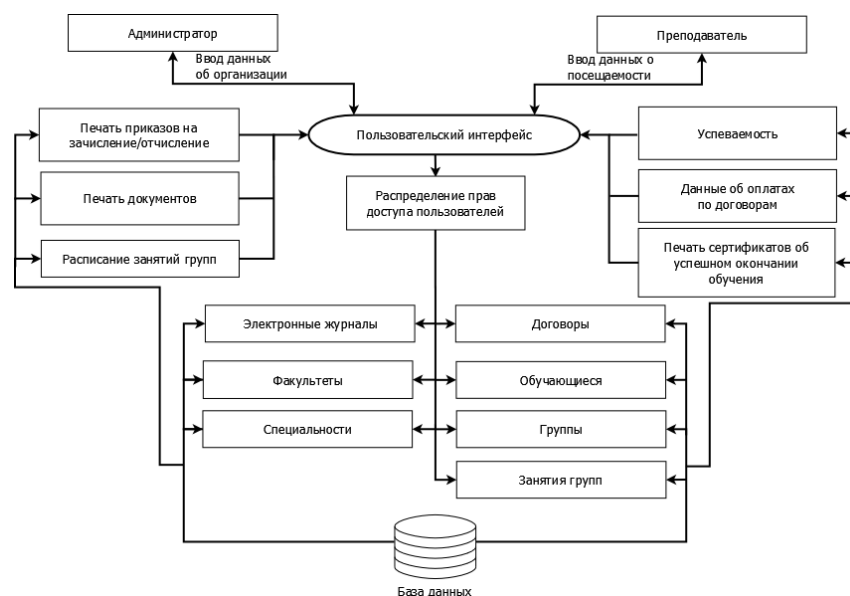 Администратор
Преподаватель
Ввод данных
об организации
Ввод данных о
посещаемости
Печать приказов на
зачисление/отчисление
Пользовательский интерфейс
Успеваемость
Печать документов
Распределение прав
доступа пользователей
Данные об оплатах
по договорам
Расписание занятий групп
Печать сертификатов об
успешном окончании
обучения
Электронные журналы
Договоры
Факультеты
Обучающиеся
Специальности
Группы
Занятия групп
База данных